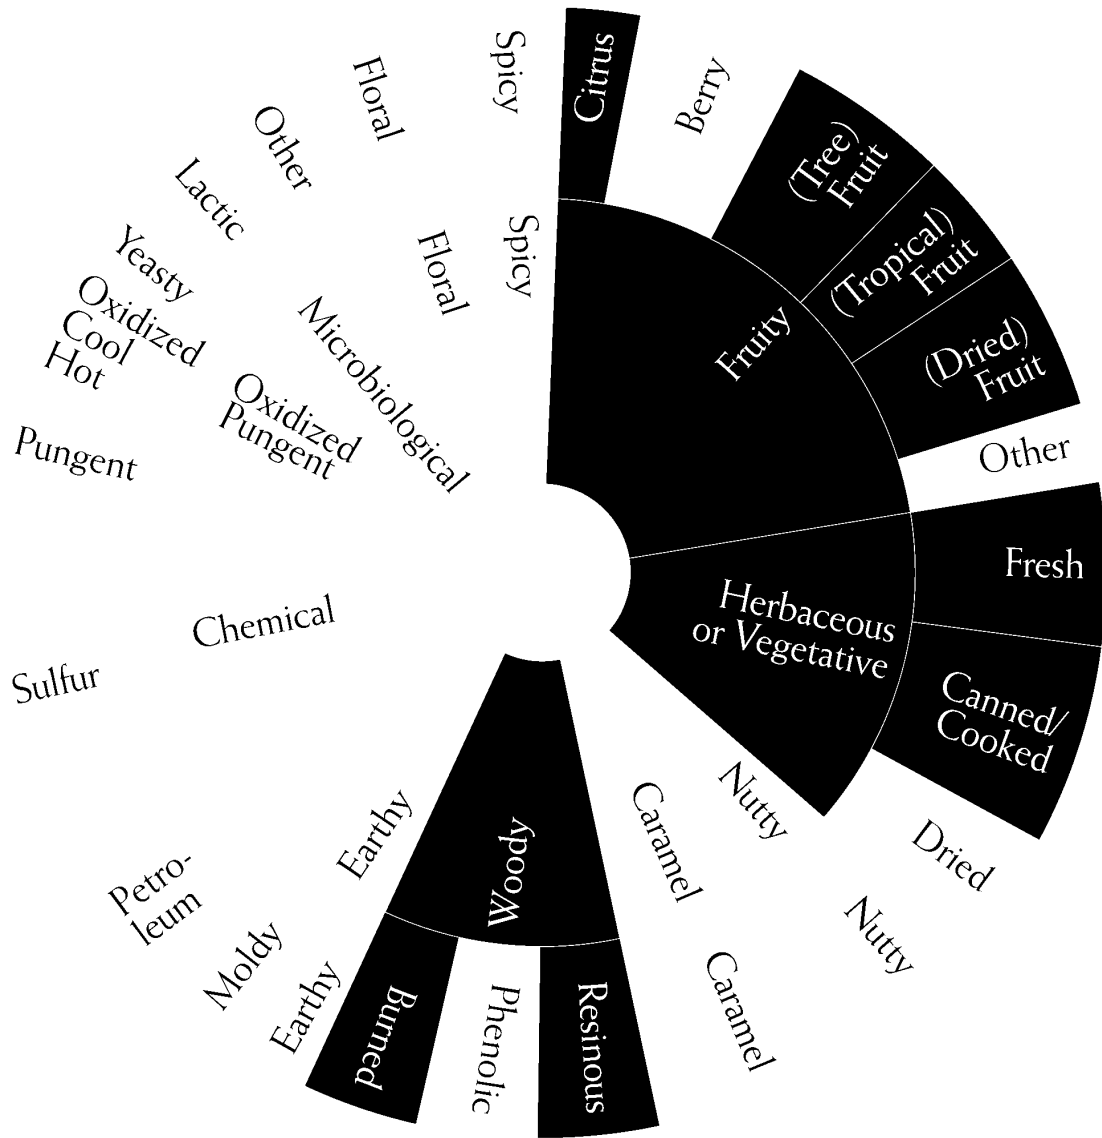 Citrus
Berry
(Tree)
Fruit
(Tropical)
Fruit
(Dried)
Fruit
Other
Fruity
Fresh
Canned/
Cooked
Dried
Herbaceous
or Vegetative
Nutty
Nutty
Caramel
Caramel
Woody
Resinous
Phenolic
Burned
Earthy
Earthy
Moldy
Petro-
leum
Chemical
Sulfur
Pungent
Hot
Cool
Pungent
Oxidized
Oxidized
Microbiological
Yeasty
Lactic
Other
Floral
Floral
Spicy
Spicy